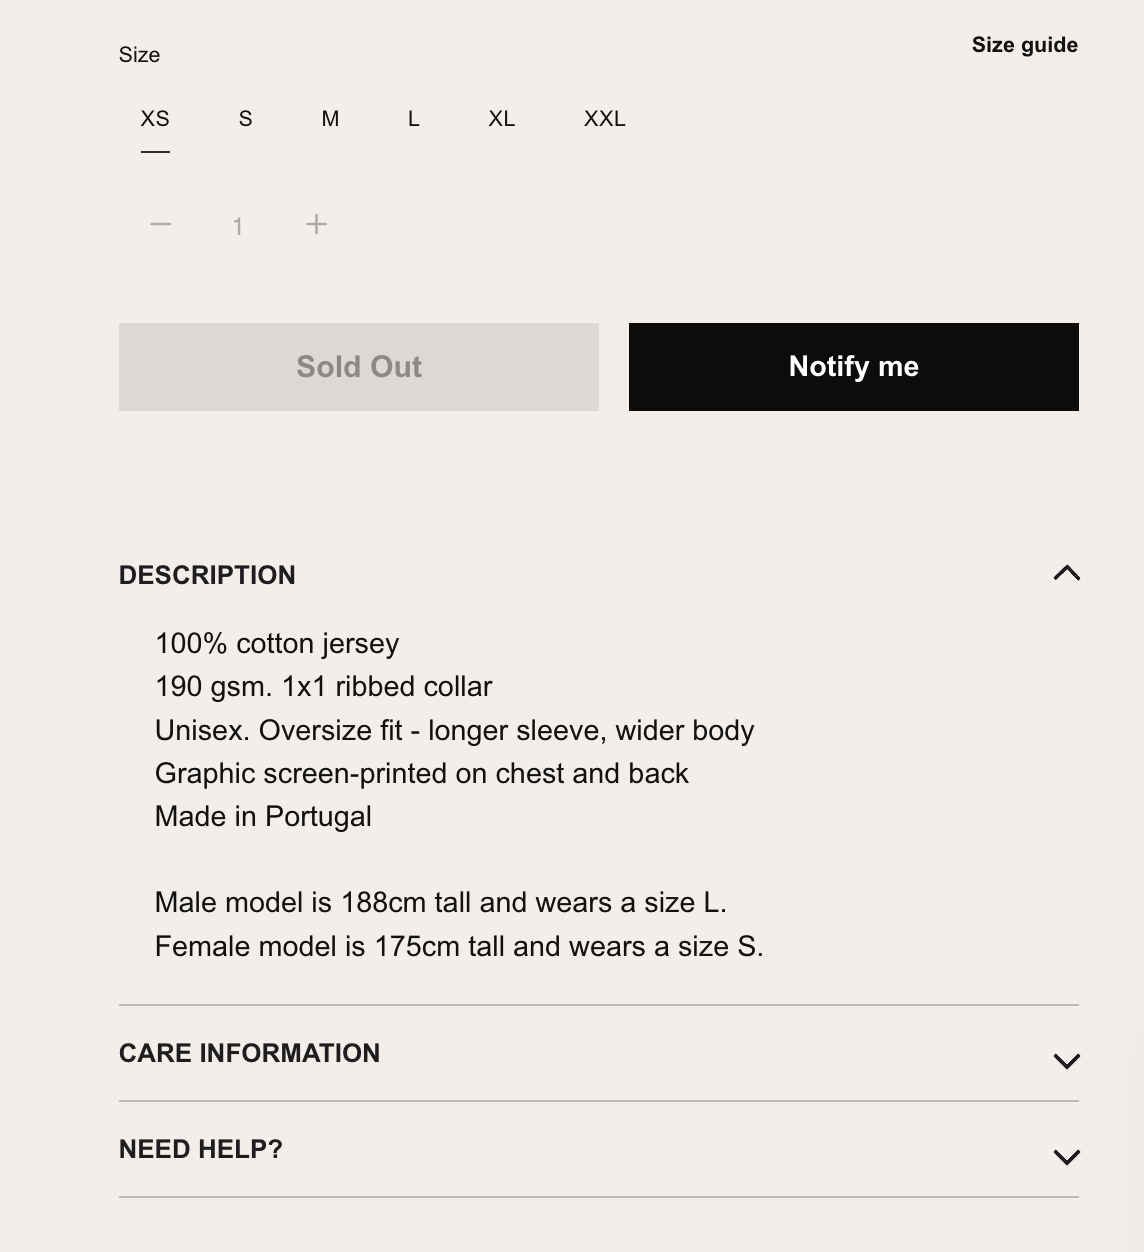 Size
Size guide
XS S M L XL XXL
1
Sold Out
Notify me
DESCRIPTION
100% cotton jersey
190 gsm. 1x1 ribbed collar
Unisex. Oversize fit - longer sleeve, wider body
Graphic screen-printed on chest and back
Made in Portugal
Male model is 188cm tall and wears a size L.
Female model is 175cm tall and wears a size S.
CARE INFORMATION
NEED HELP?